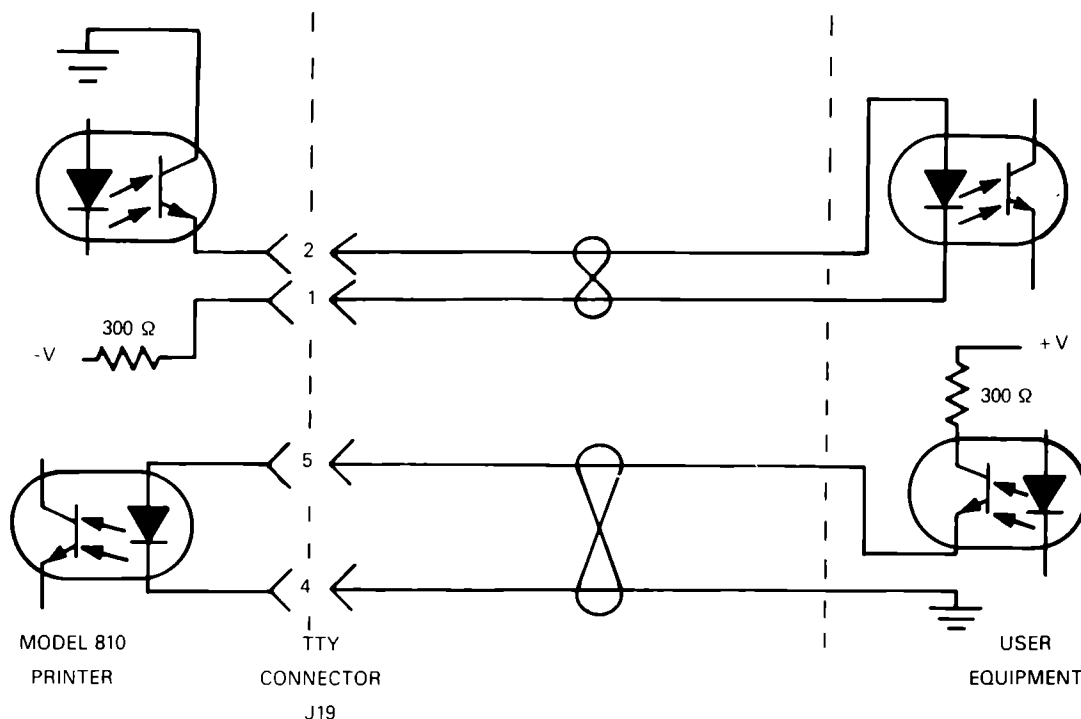 2
1
300 Ω
-V
+ V
300 Ω
5
4
MODEL 810
PRINTER
TTY
CONNECTOR
J19
USER
EQUIPMENT